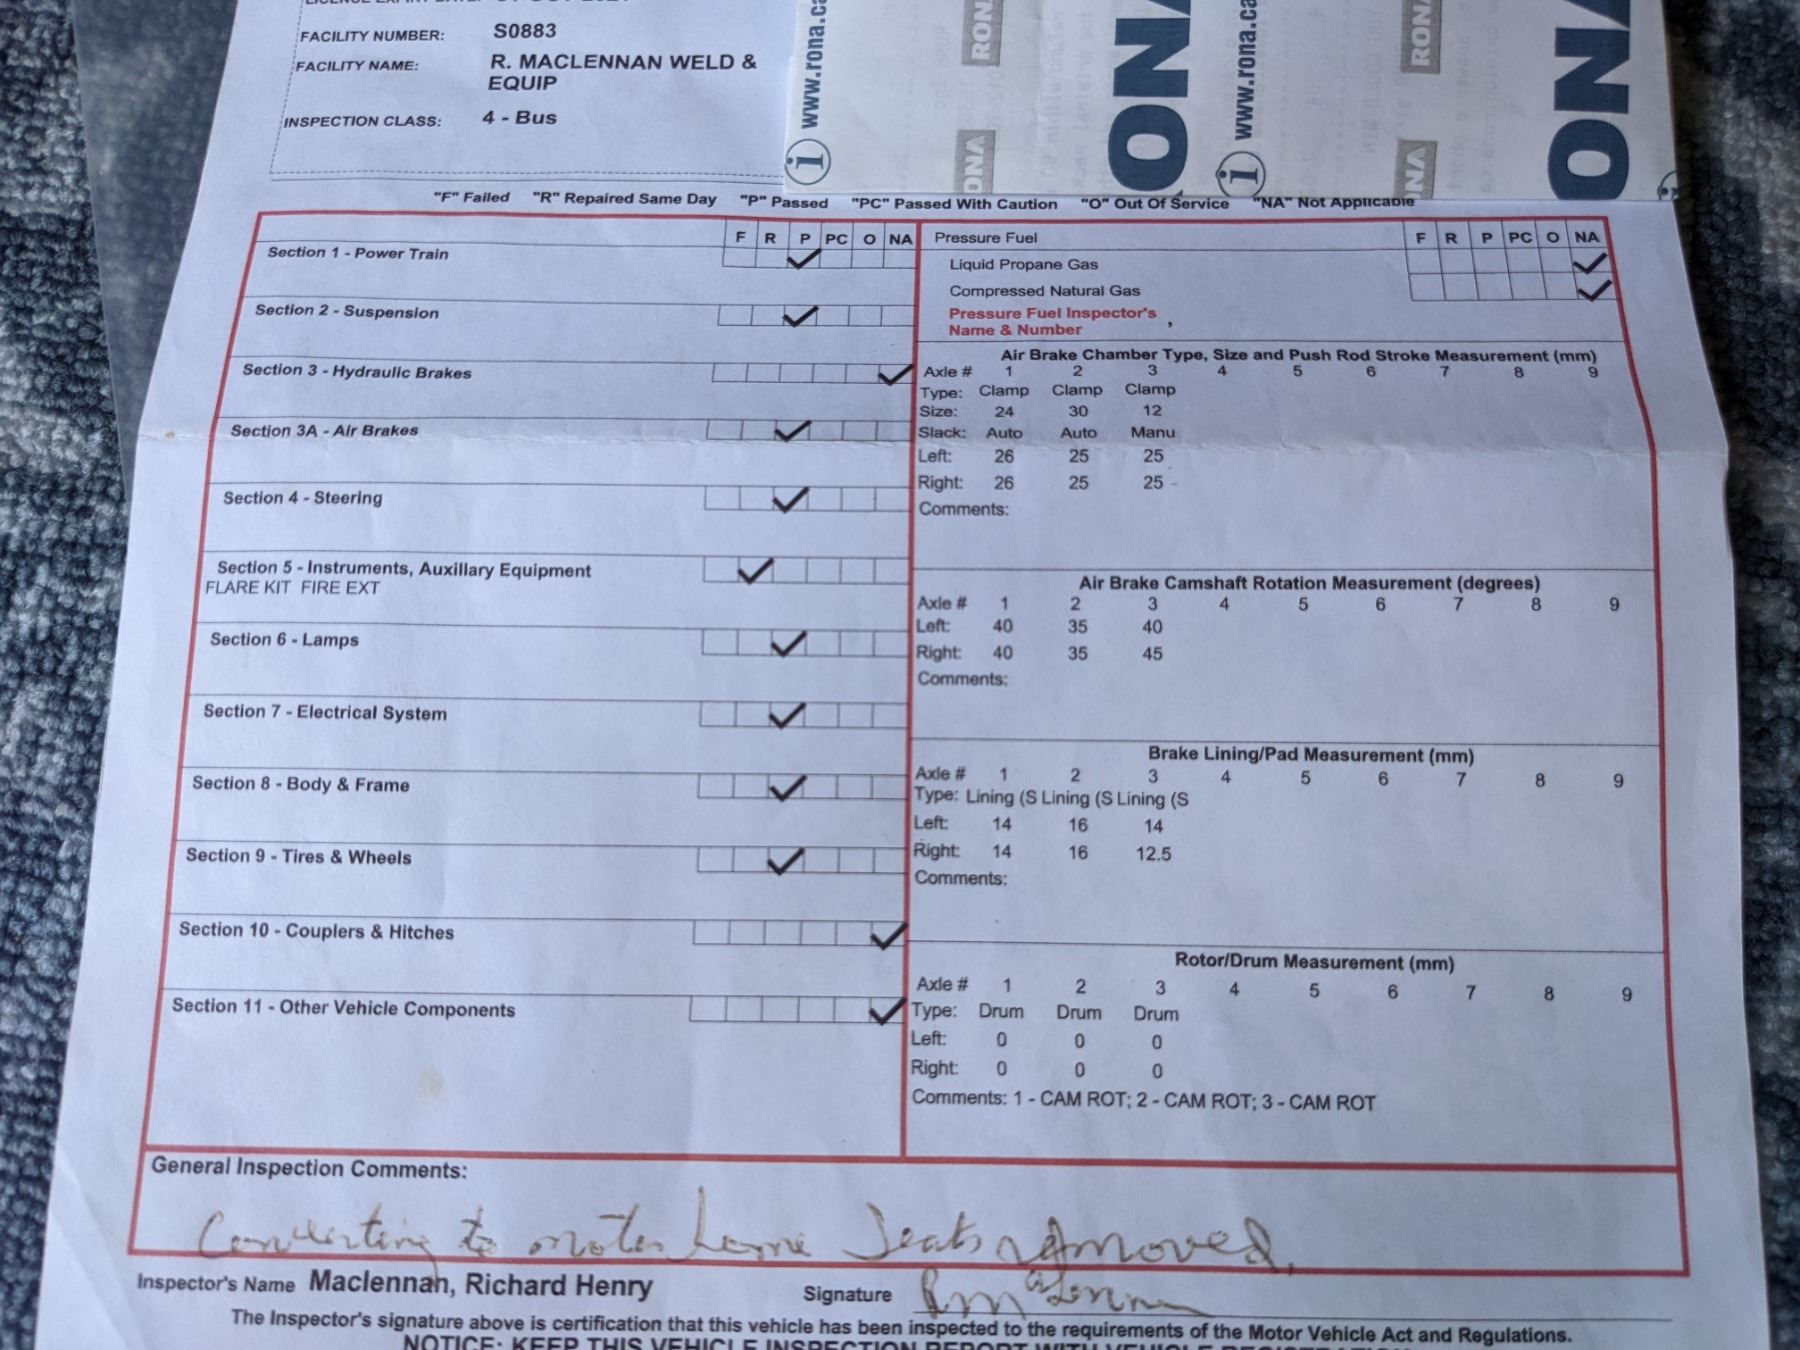 FACILITY NUMBER: S0883
FACILITY NAME: R. MACLENNAN WELD &
EQUIP
INSPECTION CLASS: 4 - Bus
www.rona.ca
RONA
www.rona.ca
RONA
"F" Failed "R" Repaired Same Day "P" Passed "PC" Passed With Caution "O" Out Of Service "NA" Not Applicable
F R P PC O NA
Section 1 - Power Train
Section 2 - Suspension
Section 3 - Hydraulic Brakes
Section 3A - Air Brakes
Section 4 - Steering
Section 5 - Instruments, Auxillary Equipment
FLARE KIT FIRE EXT
Section 6 - Lamps
Section 7 - Electrical System
Section 8 - Body & Frame
Section 9 - Tires & Wheels
Section 10 - Couplers & Hitches
Section 11 - Other Vehicle Components
Pressure Fuel F R P PC O NA
Liquid Propane Gas
Compressed Natural Gas
Pressure Fuel Inspector's
Name & Number ,
Air Brake Chamber Type, Size and Push Rod Stroke Measurement (mm)
Axle # 1 2 3 4 5 6 7 8 9
Type: Clamp Clamp Clamp
Size: 24 30 12
Slack: Auto Auto Manu
Left: 26 25 25
Right: 26 25 25
Comments:
Air Brake Camshaft Rotation Measurement (degrees)
Axle # 1 2 3 4 5 6 7 8 9
Left: 40 35 40
Right: 40 35 45
Comments:
Brake Lining/Pad Measurement (mm)
Axle # 1 2 3 4 5 6 7 8 9
Type: Lining (S Lining (S Lining (S
Left: 14 16 14
Right: 14 16 12.5
Comments:
Rotor/Drum Measurement (mm)
Axle # 1 2 3 4 5 6 7 8 9
Type: Drum Drum Drum
Left: 0 0 0
Right: 0 0 0
Comments: 1 - CAM ROT; 2 - CAM ROT; 3 - CAM ROT
General Inspection Comments:
Converting to motor home Seats removed.
Inspector's Name Maclennan, Richard Henry Signature
The Inspector's signature above is certification that this vehicle has been inspected to the requirements of the Motor Vehicle Act and Regulations.
NOTICE: KEEP THIS VEHICLE INSPECTION REPORT WITH VEHICLE REGISTRATION